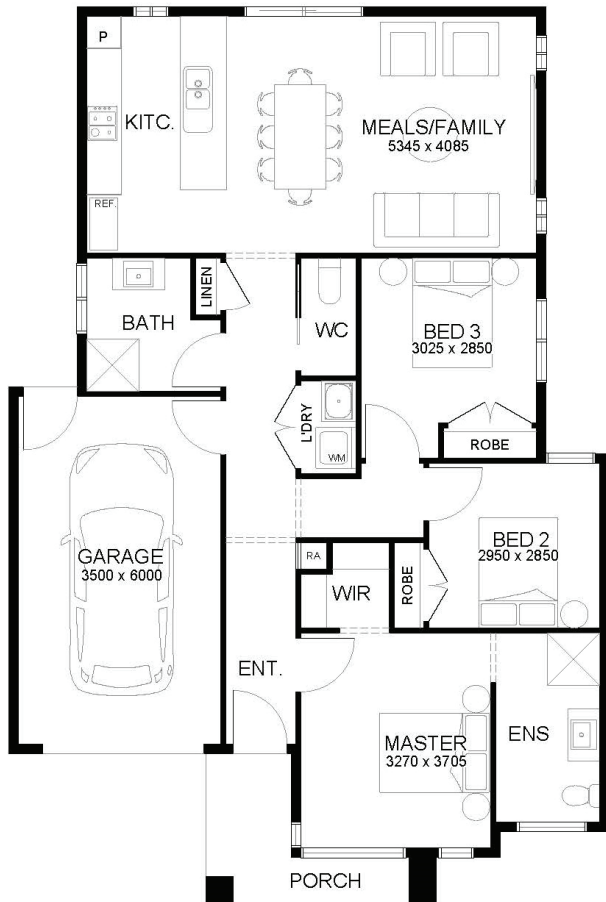 P
KITC.
MEALS/FAMILY
5345 x 4085
REF.
LINEN
BATH
WC
BED 3
3025 x 2850
L'DRY
WM
ROBE
GARAGE
3500 x 6000
RA
WIR
ROBE
BED 2
2950 x 2850
ENT.
MASTER
3270 x 3705
ENS
PORCH